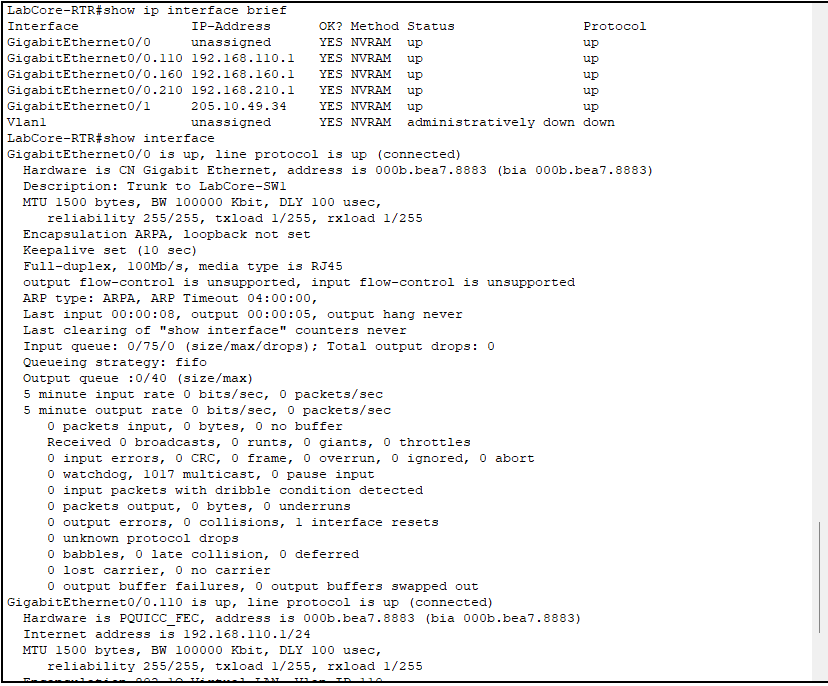 LabCore-RTR#show ip interface brief
Interface              IP-Address      OK? Method Status                Protocol
GigabitEthernet0/0     unassigned      YES NVRAM  up                    up
GigabitEthernet0/0.110 192.168.110.1   YES NVRAM  up                    up
GigabitEthernet0/0.160 192.168.160.1   YES NVRAM  up                    up
GigabitEthernet0/0.210 192.168.210.1   YES NVRAM  up                    up
GigabitEthernet0/1     205.10.49.34    YES NVRAM  up                    up
Vlan1                  unassigned      YES NVRAM  administratively down down
LabCore-RTR#show interface
GigabitEthernet0/0 is up, line protocol is up (connected)
  Hardware is CN Gigabit Ethernet, address is 000b.bea7.8883 (bia 000b.bea7.8883)
  Description: Trunk to LabCore-SW1
  MTU 1500 bytes, BW 100000 Kbit, DLY 100 usec,
     reliability 255/255, txload 1/255, rxload 1/255
  Encapsulation ARPA, loopback not set
  Keepalive set (10 sec)
  Full-duplex, 100Mb/s, media type is RJ45
  output flow-control is unsupported, input flow-control is unsupported
  ARP type: ARPA, ARP Timeout 04:00:00,
  Last input 00:00:08, output 00:00:05, output hang never
  Last clearing of "show interface" counters never
  Input queue: 0/75/0 (size/max/drops); Total output drops: 0
  Queueing strategy: fifo
  Output queue :0/40 (size/max)
  5 minute input rate 0 bits/sec, 0 packets/sec
  5 minute output rate 0 bits/sec, 0 packets/sec
     0 packets input, 0 bytes, 0 no buffer
     Received 0 broadcasts, 0 runts, 0 giants, 0 throttles
     0 input errors, 0 CRC, 0 frame, 0 overrun, 0 ignored, 0 abort
     0 watchdog, 1017 multicast, 0 pause input
     0 input packets with dribble condition detected
     0 packets output, 0 bytes, 0 underruns
     0 output errors, 0 collisions, 1 interface resets
     0 unknown protocol drops
     0 babbles, 0 late collision, 0 deferred
     0 lost carrier, 0 no carrier
     0 output buffer failures, 0 output buffers swapped out
GigabitEthernet0/0.110 is up, line protocol is up (connected)
  Hardware is PQUICC_FEC, address is 000b.bea7.8883 (bia 000b.bea7.8883)
  Internet address is 192.168.110.1/24
  MTU 1500 bytes, BW 100000 Kbit, DLY 100 usec,
     reliability 255/255, txload 1/255, rxload 1/255